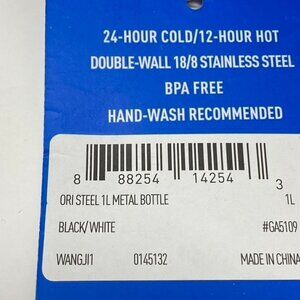 24-HOUR COLD/12-HOUR HOT
DOUBLE-WALL 18/8 STAINLESS STEEL
BPA FREE
HAND-WASH RECOMMENDED
8 88254 14254 3
ORI STEEL 1L METAL BOTTLE 1L
BLACK/WHITE #GA5109
WANGJI1 0145132 MADE IN CHINA